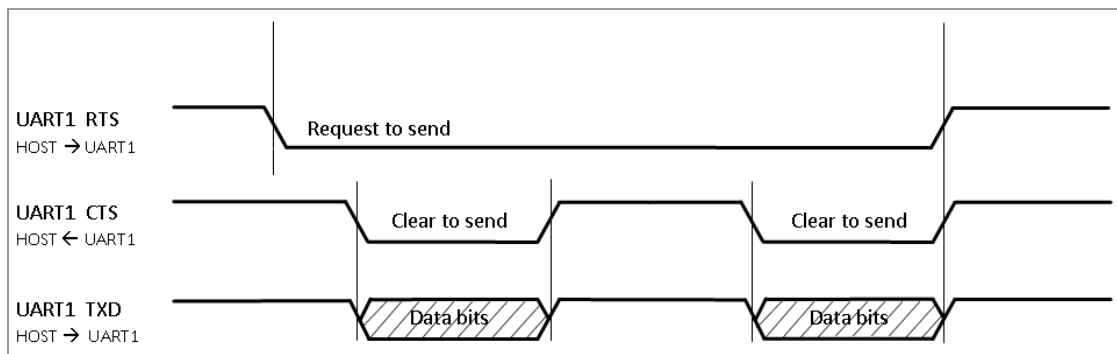 UART1 RTS
HOST → UART1
Request to send
UART1 CTS
HOST ← UART1
Clear to send
Clear to send
UART1 TXD
HOST → UART1
Data bits
Data bits